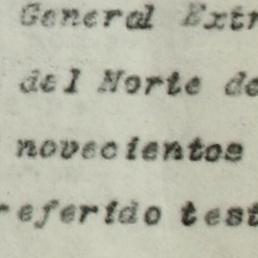 General Extr
del Norte de
novecientos
referido test